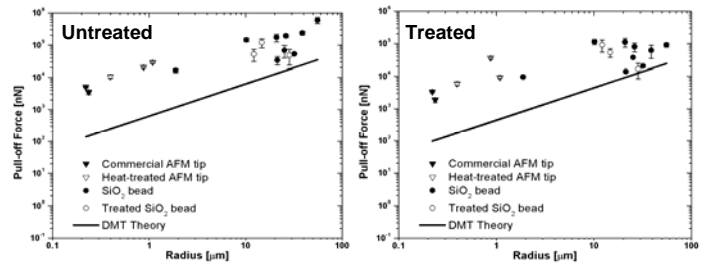 Untreated
Pull-off Force [nN]
10⁶
10⁵
10⁴
10³
10²
10¹
10⁰
10⁻¹
Commercial AFM tip
Heat-treated AFM tip
SiO₂ bead
Treated SiO₂ bead
DMT Theory
0.1 1 10 100
Radius [μm]
Treated
Pull-off Force [nN]
10⁶
10⁵
10⁴
10³
10²
10¹
10⁰
10⁻¹
Commercial AFM tip
Heat-treated AFM tip
SiO₂ bead
Treated SiO₂ bead
DMT Theory
0.1 1 10 100
Radius [μm]